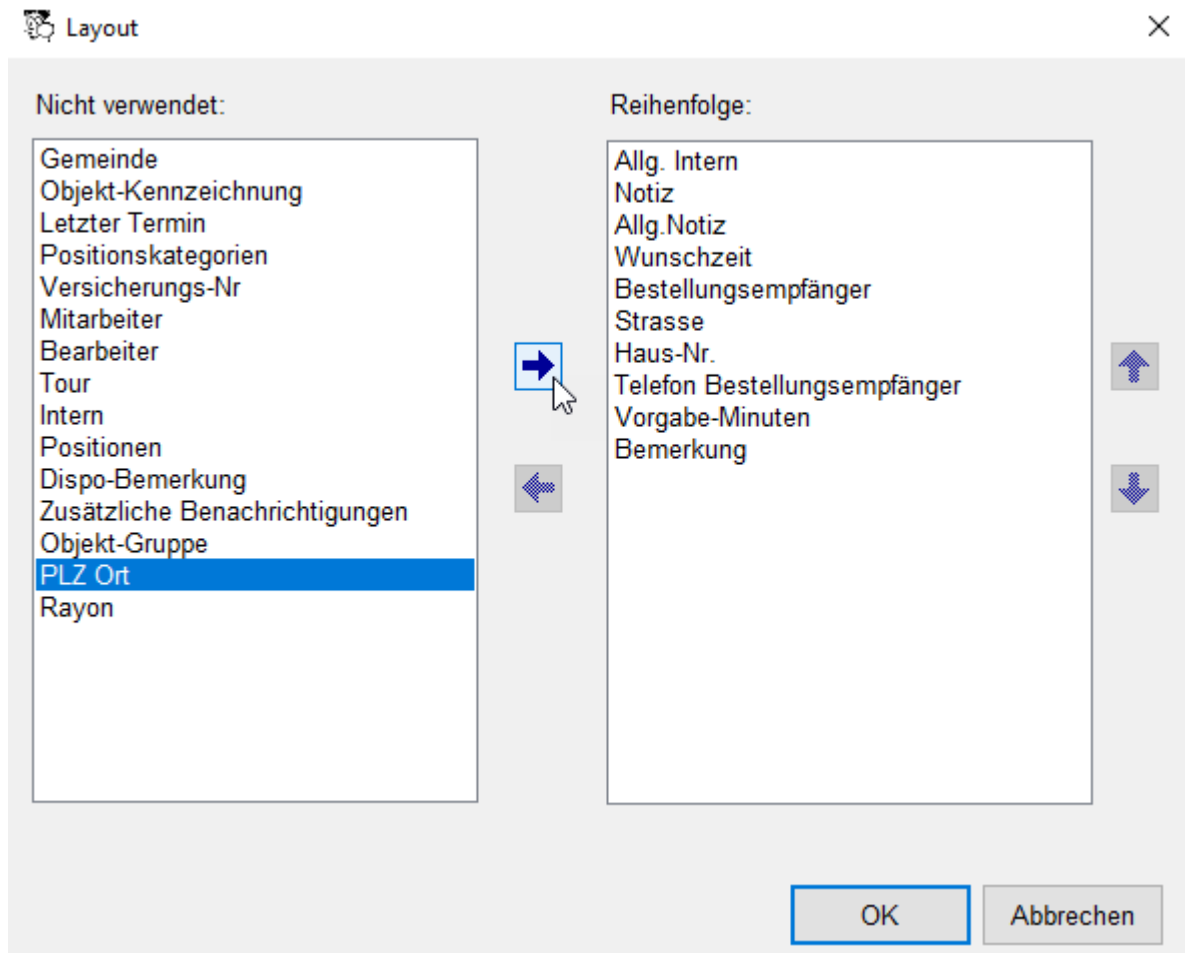 Layout
Nicht verwendet:
Gemeinde
Objekt-Kennzeichnung
Letzter Termin
Positionskategorien
Versicherungs-Nr
Mitarbeiter
Bearbeiter
Tour
Intern
Positionen
Dispo-Bemerkung
Zusätzliche Benachrichtigungen
Objekt-Gruppe
PLZ Ort
Rayon
Reihenfolge:
Allg. Intern
Notiz
Allg.Notiz
Wunschzeit
Bestellungsempfänger
Strasse
Haus-Nr.
Telefon Bestellungsempfänger
Vorgabe-Minuten
Bemerkung
OK
Abbrechen